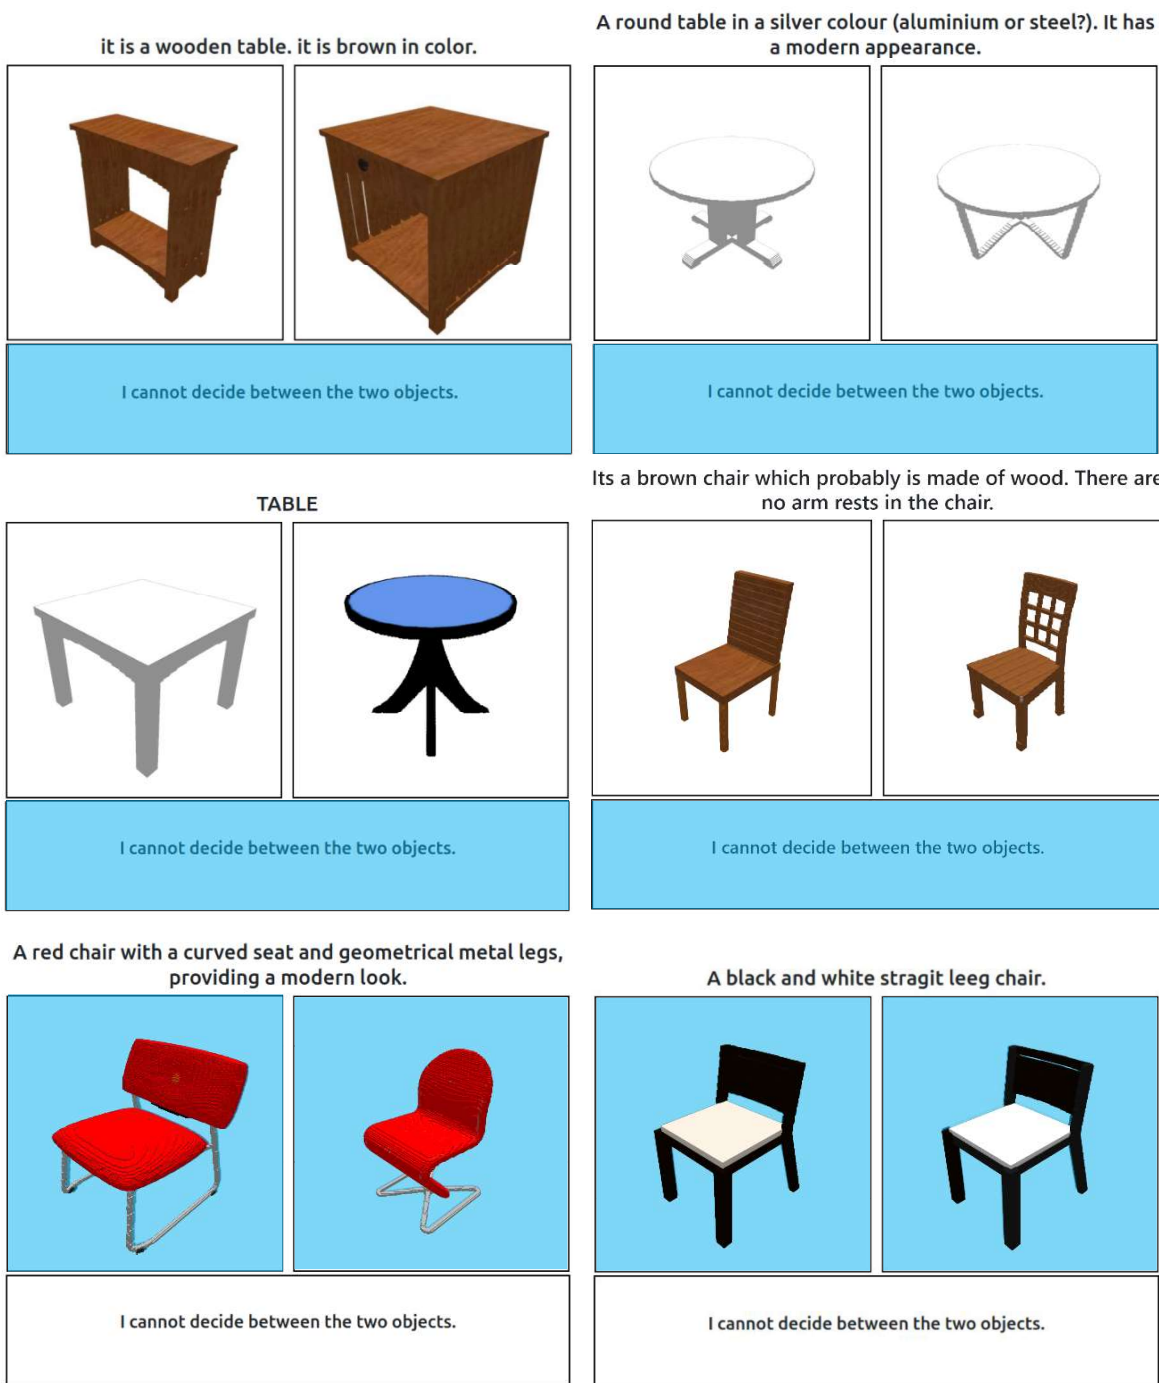 it is a wooden table. it is brown in color.
A round table in a silver colour (aluminium or steel?). It has
a modern appearance.
I cannot decide between the two objects.
I cannot decide between the two objects.
TABLE
Its a brown chair which probably is made of wood. There are
no arm rests in the chair.
I cannot decide between the two objects.
I cannot decide between the two objects.
A red chair with a curved seat and geometrical metal legs,
providing a modern look.
A black and white stragit leeg chair.
I cannot decide between the two objects.
I cannot decide between the two objects.